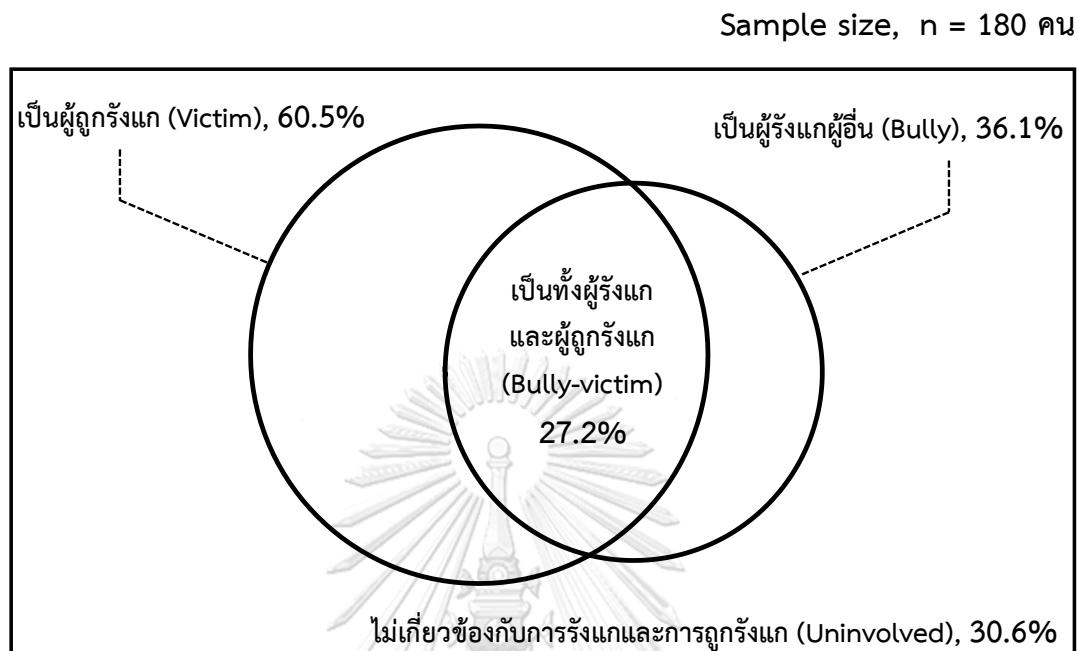 Sample size, n = 180 คน
เป็นผู้ถูกรังแก (Victim), 60.5%
เป็นผู้รังแกผู้อื่น (Bully), 36.1%
เป็นทั้งผู้รังแก
และผู้ถูกรังแก
(Bully-victim)
27.2%
ไม่เกี่ยวข้องกับการรังแกและการถูกรังแก (Uninvolved), 30.6%